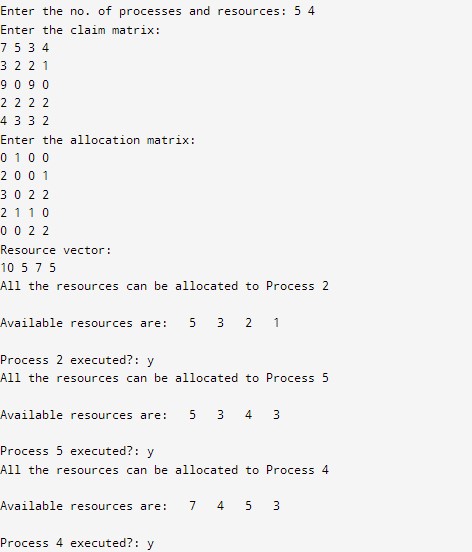 Enter the no. of processes and resources: 5 4
Enter the claim matrix:
7 5 3 4
3 2 2 1
9 0 9 0
2 2 2 2
4 3 3 2
Enter the allocation matrix:
0 1 0 0
2 0 0 1
3 0 2 2
2 1 1 0
0 0 2 2
Resource vector:
10 5 7 5
All the resources can be allocated to Process 2
Available resources are: 5 3 2 1
Process 2 executed?: y
All the resources can be allocated to Process 5
Available resources are: 5 3 4 3
Process 5 executed?: y
All the resources can be allocated to Process 4
Available resources are: 7 4 5 3
Process 4 executed?: y